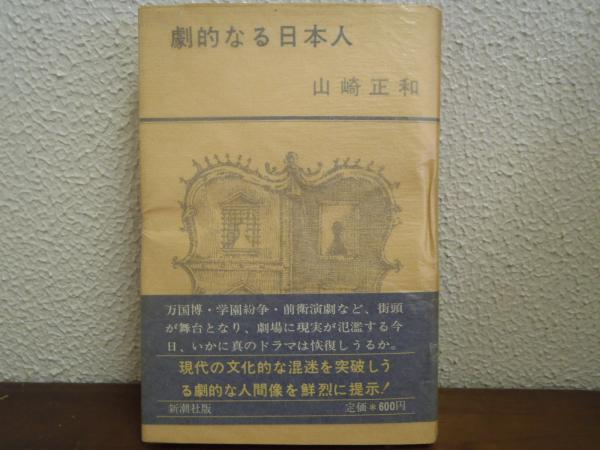 劇的なる日本人
山崎正和
万国博・学園紛争・前衛演劇など、街頭
が舞台となり、劇場に現実が氾濫する今
日、いかに真のドラマは恢復しうるか。
現代の文化的な混迷を突破しう
る劇的な人間像を鮮烈に提示！
新潮社版 定価＊600円